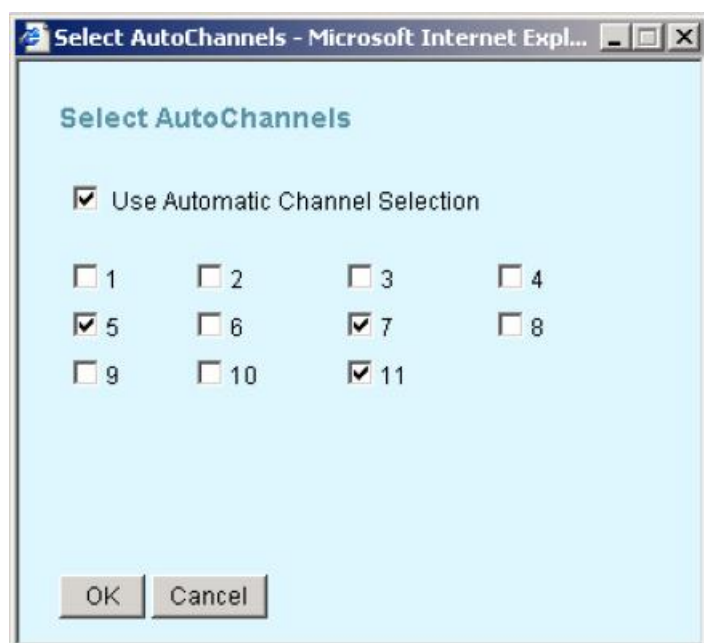 Select AutoChannels - Microsoft Internet Expl...
Select AutoChannels
Use Automatic Channel Selection
1 2 3 4
5 6 7 8
9 10 11
OK Cancel